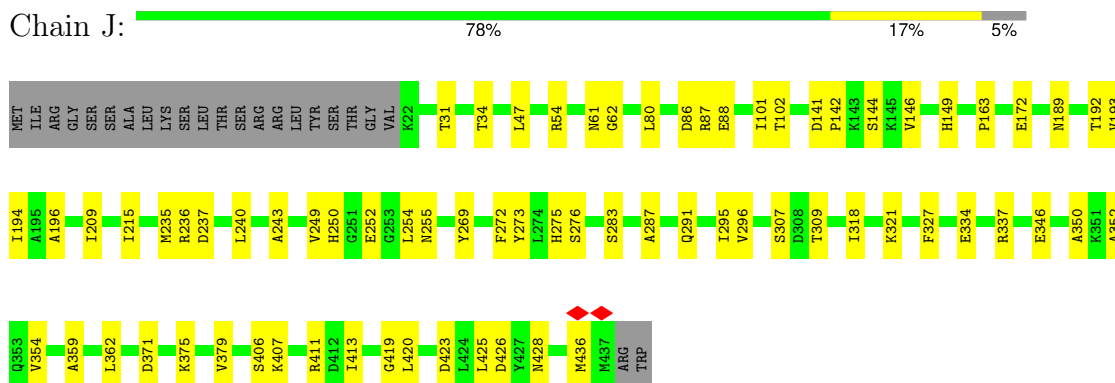 Chain J:
78% 17% 5%
MET ILE ARG GLY SER SER ALA LEU LYS SER LEU THR SER ARG ARG LEU TYR SER THR GLY VAL K22 T31 T34 L47 R54 N61 G62 L80 D86 R87 E88 I101 T102 D141 P142 K143 S144 K145 V146 H149 P163 E172 N189 T192 V193
I194 A195 A196 I209 I215 M235 R236 D237 L240 A243 V249 H250 G251 E252 G253 L254 N255 Y269 F272 Y273 L274 H275 S276 S283 A287 Q291 I295 V296 S307 D308 T309 I318 K321 F327 E334 R337 E346 A350 K351 A352
Q353 V354 A359 L362 D371 K375 V379 S406 K407 R411 D412 I413 G419 L420 D423 L424 L425 D426 Y427 N428 M436 M437 ARG TRP